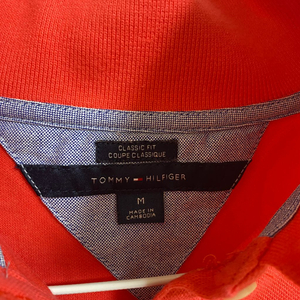 CLASSIC FIT
COUPE CLASSIQUE
TOMMY HILFIGER
M
MADE IN
CAMBODIA